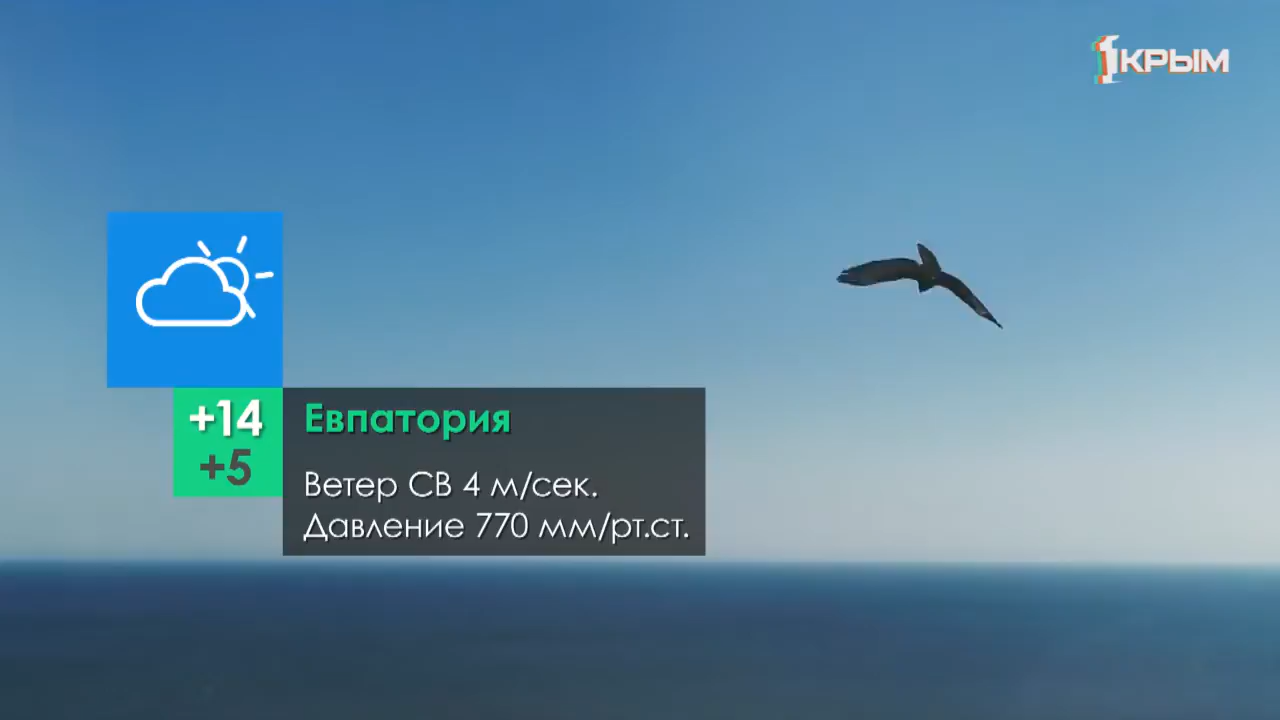 1КРЫМ
+14
+5
Евпатория
Ветер СВ 4 м/сек.
Давление 770 мм/рт.ст.